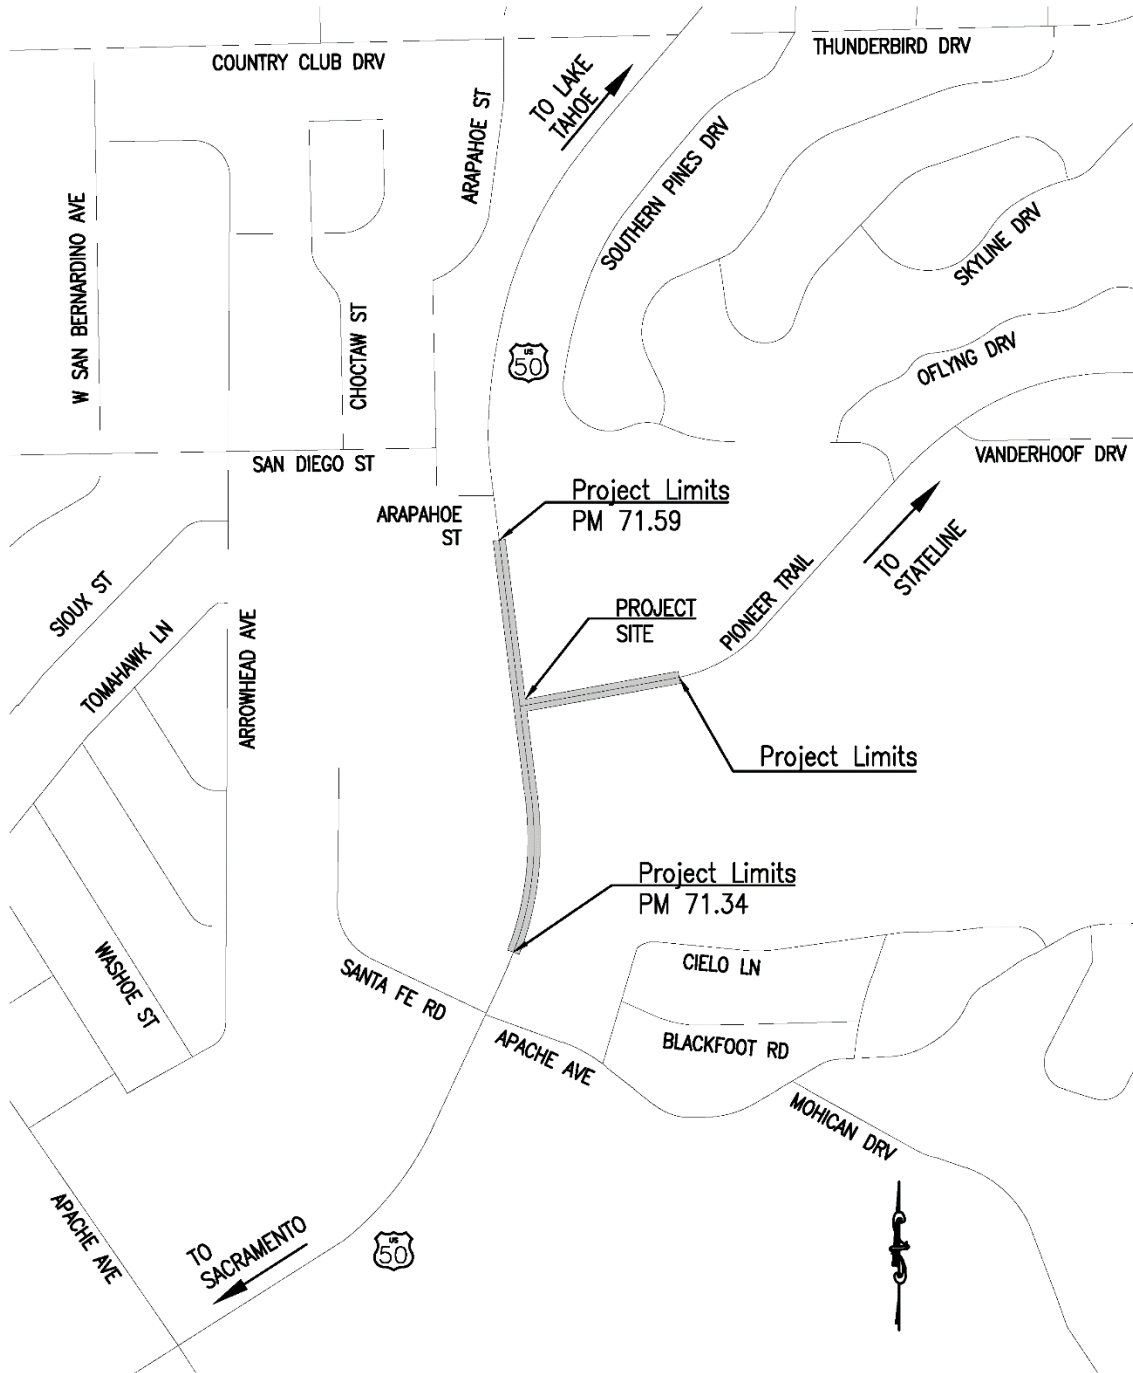 COUNTRY CLUB DRV
THUNDERBIRD DRV
TO LAKE
TAHOE
ARAPAHOE ST
SOUTHERN PINES DRV
W SAN BERNARDINO AVE
SKYLINE DRV
CHOCTAW ST
US
50
OFLYNG DRV
SAN DIEGO ST
VANDERHOOF DRV
ARAPAHOE
ST
Project Limits
PM 71.59
TO
STATELINE
SIOUX ST
PROJECT
SITE
PIONEER TRAIL
TOMAHAWK LN
ARROWHEAD AVE
Project Limits
Project Limits
PM 71.34
WASHOE ST
SANTA FE RD
CIELO LN
APACHE AVE
BLACKFOOT RD
MOHICAN DRV
APACHE AVE
TO
SACRAMENTO
US
50